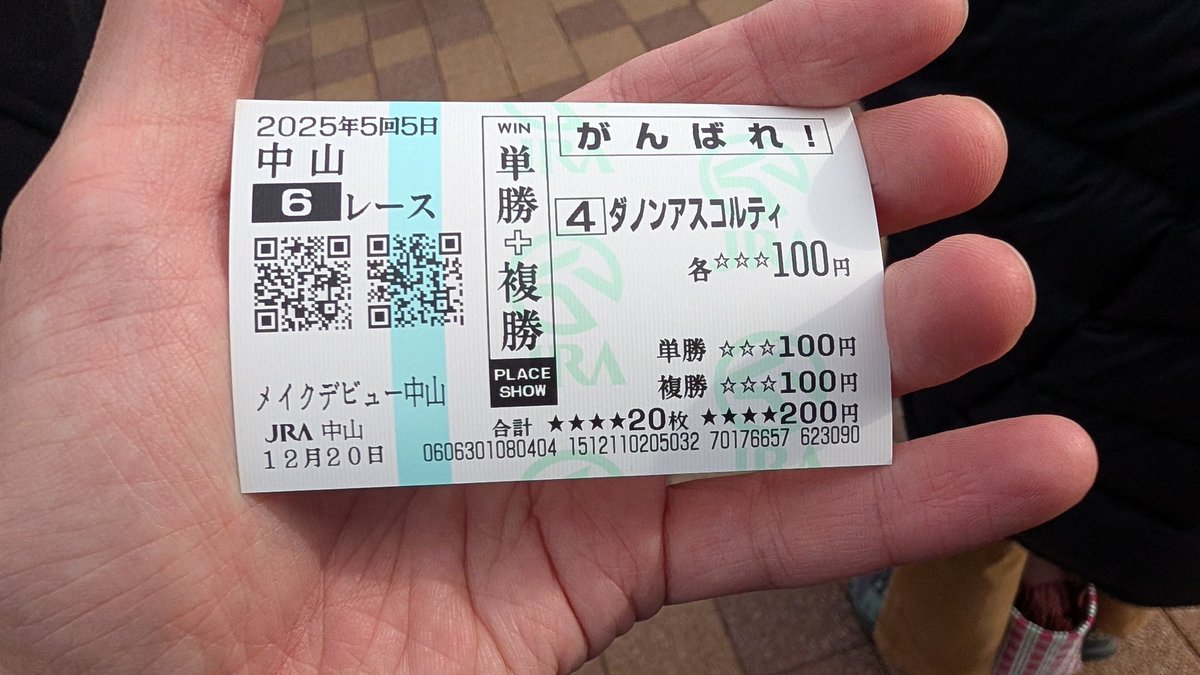 2025年5回5日
中山
6レース
メイクデビュー中山
JRA 中山
12月20日
WIN
単勝+複勝
PLACE
SHOW
がんばれ!
4 ダノンアスコルティ
各☆☆☆100円
単勝 ☆☆☆100円
複勝 ☆☆☆100円
合計 ★★★★20枚 ★★★★200円
0606301080404 1512110205032 70176657 623090
JRA
JRA
JRA
JRA